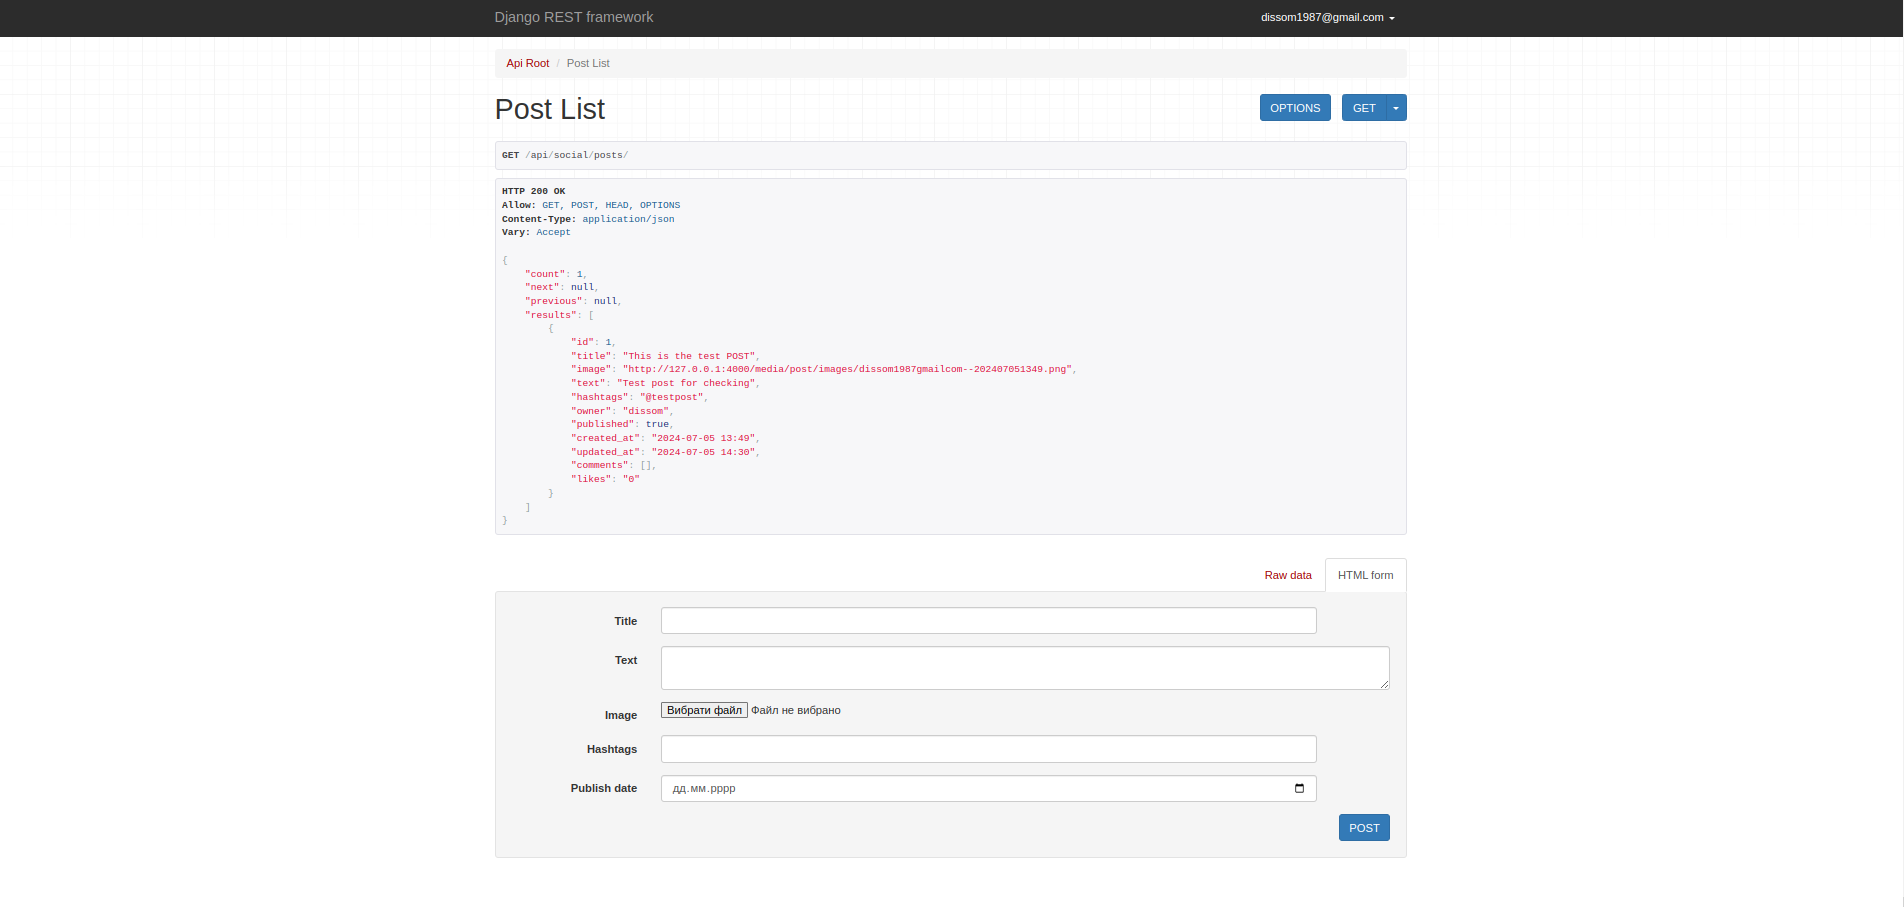 Django REST framework
dissom1987@gmail.com
Api Root / Post List
Post List
OPTIONS
GET
GET /api/social/posts/
HTTP 200 OK
Allow: GET, POST, HEAD, OPTIONS
Content-Type: application/json
Vary: Accept
{
"count": 1,
"next": null,
"previous": null,
"results": [
{
"id": 1,
"title": "This is the test POST",
"image": "http://127.0.0.1:4000/media/post/images/dissom1987gmailcom--202407051349.png",
"text": "Test post for checking",
"hashtags": "@testpost",
"owner": "dissom",
"published": true,
"created_at": "2024-07-05 13:49",
"updated_at": "2024-07-05 14:30",
"comments": [],
"likes": "0"
}
]
}
Raw data
HTML form
Title
Text
Image
Вибрати файл Файл не вибрано
Hashtags
Publish date
дд.мм.рррр
POST